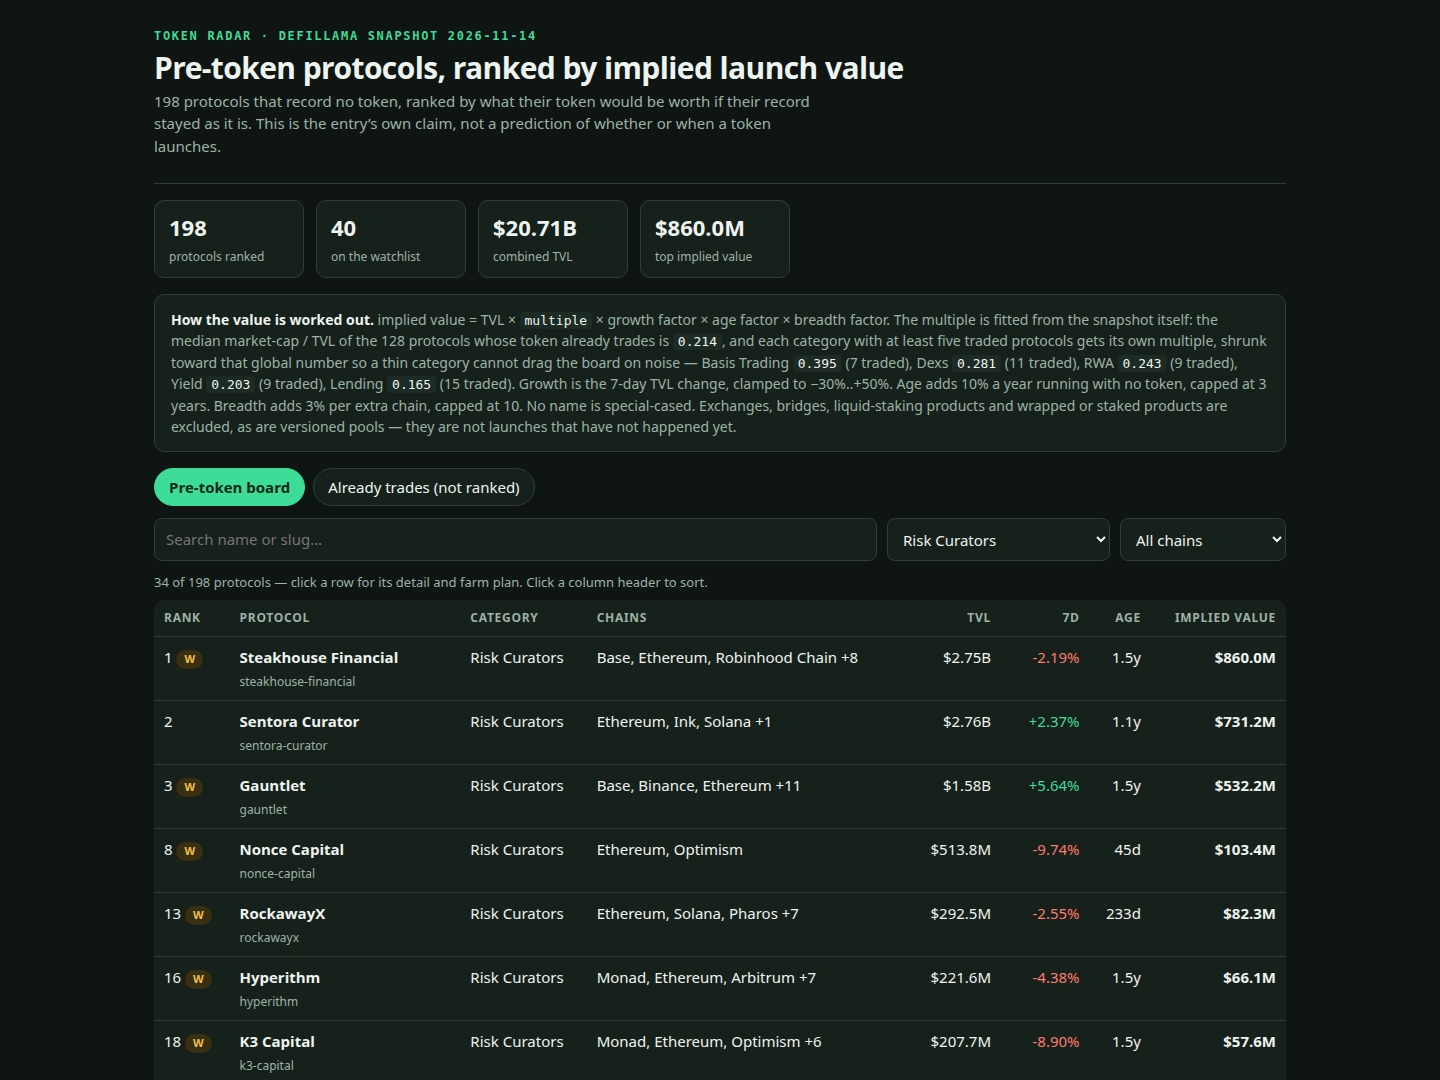 TOKEN RADAR · DEFILLAMA SNAPSHOT 2026-11-14
Pre-token protocols, ranked by implied launch value
198 protocols that record no token, ranked by what their token would be worth if their record
stayed as it is. This is the entry’s own claim, not a prediction of whether or when a token
launches.
198
protocols ranked
40
on the watchlist
$20.71B
combined TVL
$860.0M
top implied value
How the value is worked out. implied value = TVL × multiple × growth factor × age factor × breadth factor. The multiple is fitted from the snapshot itself: the
median market-cap / TVL of the 128 protocols whose token already trades is 0.214, and each category with at least five traded protocols gets its own multiple, shrunk
toward that global number so a thin category cannot drag the board on noise — Basis Trading 0.395 (7 traded), Dexs 0.281 (11 traded), RWA 0.243 (9 traded),
Yield 0.203 (9 traded), Lending 0.165 (15 traded). Growth is the 7-day TVL change, clamped to −30%..+50%. Age adds 10% a year running with no token, capped at 3
years. Breadth adds 3% per extra chain, capped at 10. No name is special-cased. Exchanges, bridges, liquid-staking products and wrapped or staked products are
excluded, as are versioned pools — they are not launches that have not happened yet.
Pre-token board Already trades (not ranked)
Search name or slug... Risk Curators All chains
34 of 198 protocols — click a row for its detail and farm plan. Click a column header to sort.
RANK PROTOCOL CATEGORY CHAINS TVL 7D AGE IMPLIED VALUE
1 W Steakhouse Financial Risk Curators Base, Ethereum, Robinhood Chain +8 $2.75B -2.19% 1.5y $860.0M
steakhouse-financial
2 Sentora Curator Risk Curators Ethereum, Ink, Solana +1 $2.76B +2.37% 1.1y $731.2M
sentora-curator
3 W Gauntlet Risk Curators Base, Binance, Ethereum +11 $1.58B +5.64% 1.5y $532.2M
gauntlet
8 W Nonce Capital Risk Curators Ethereum, Optimism $513.8M -9.74% 45d $103.4M
nonce-capital
13 W RockawayX Risk Curators Ethereum, Solana, Pharos +7 $292.5M -2.55% 233d $82.3M
rockawayx
16 W Hyperithm Risk Curators Monad, Ethereum, Arbitrum +7 $221.6M -4.38% 1.5y $66.1M
hyperithm
18 W K3 Capital Risk Curators Monad, Ethereum, Optimism +6 $207.7M -8.90% 1.5y $57.6M
k3-capital